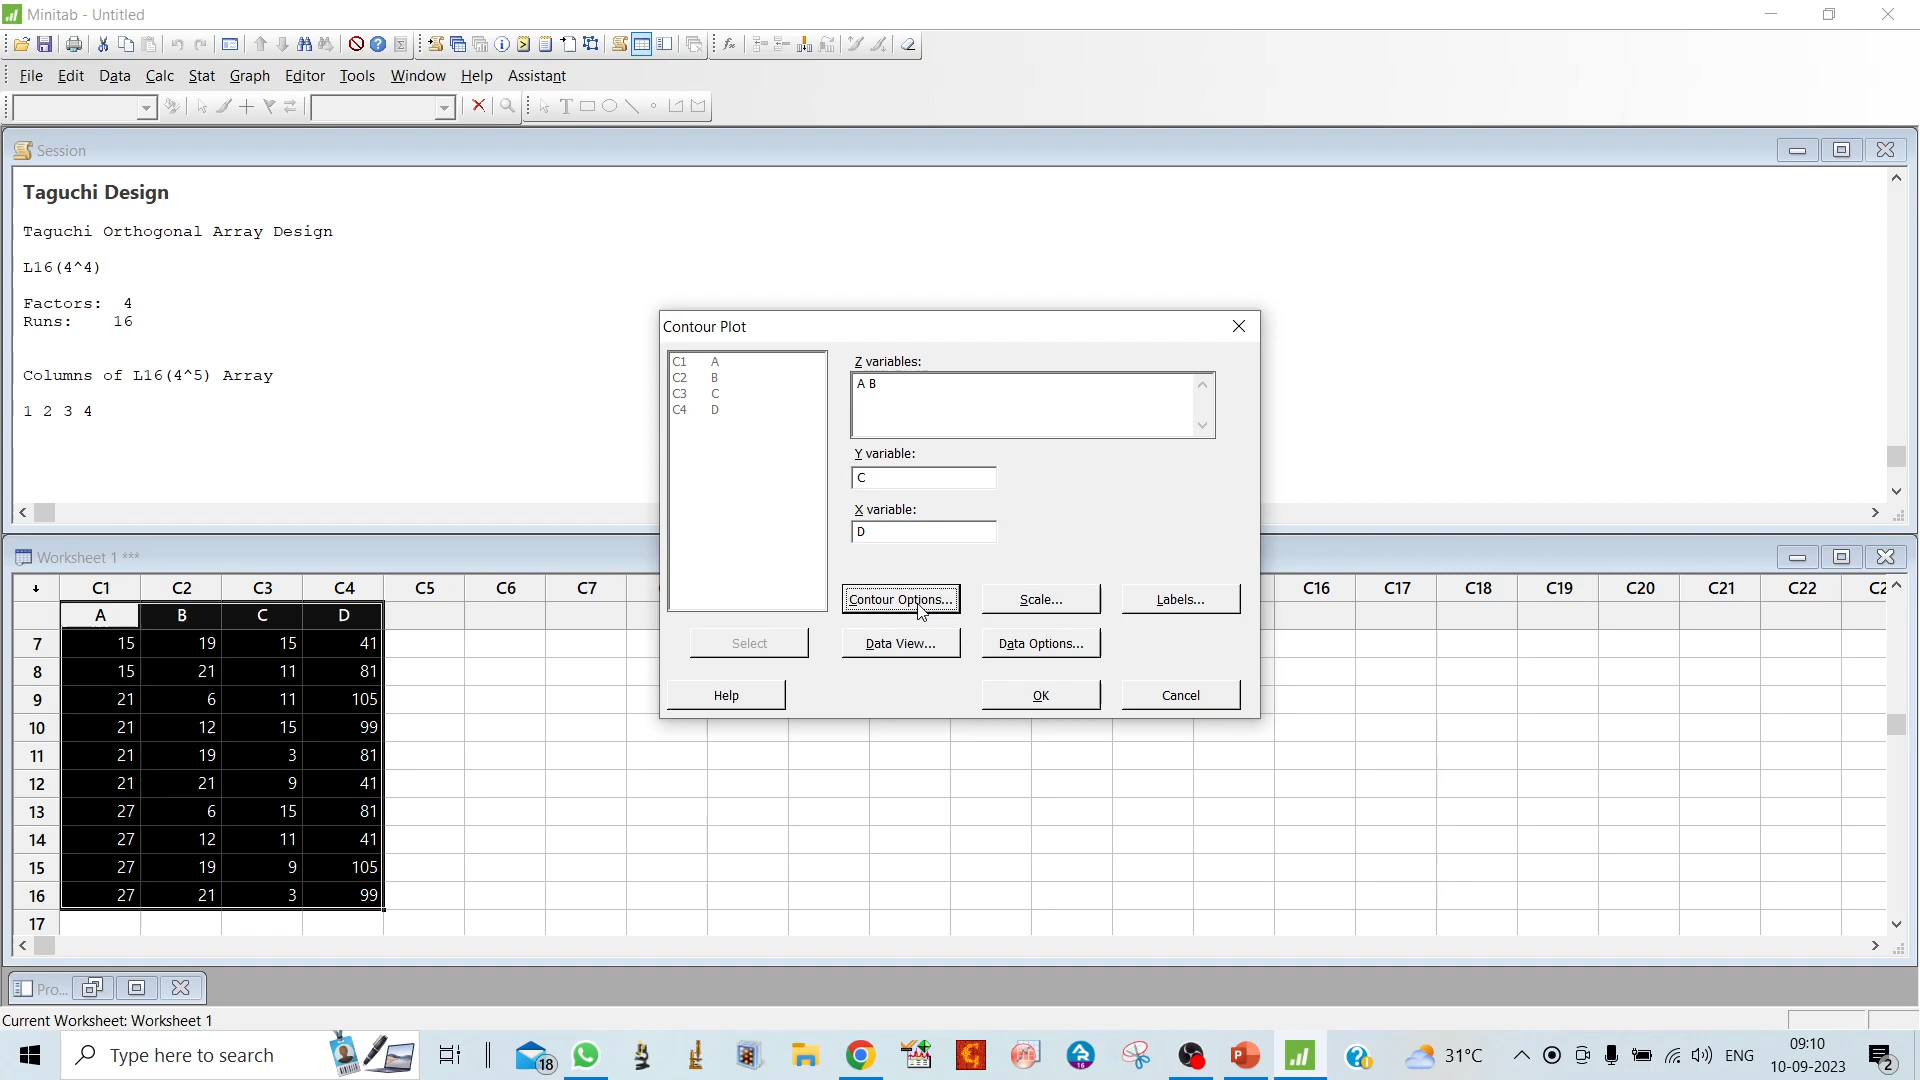 Minitab - Untitled
File Edit Data Calc Stat Graph Editor Tools Window Help Assistant
Session
Taguchi Design
Taguchi Orthogonal Array Design
L16(4^4)
Factors: 4
Runs: 16
Columns of L16(4^5) Array
1 2 3 4
Contour Plot
C1 A
C2 B
C3 C
C4 D
Z variables:
A B
Y variable:
C
X variable:
D
Contour Options... Scale... Labels...
Select Data View... Data Options...
Help OK Cancel
Worksheet 1 ***
C1 C2 C3 C4 C5 C6 C7 C16 C17 C18 C19 C20 C21 C22 C2
A B C D
7 15 19 15 41
8 15 21 11 81
9 21 6 11 105
10 21 12 15 99
11 21 19 3 81
12 21 21 9 41
13 27 6 15 81
14 27 12 11 41
15 27 19 9 105
16 27 21 3 99
17
Pro...
Current Worksheet: Worksheet 1
Type here to search
18
16
31°C
ENG
09:10
10-09-2023
2